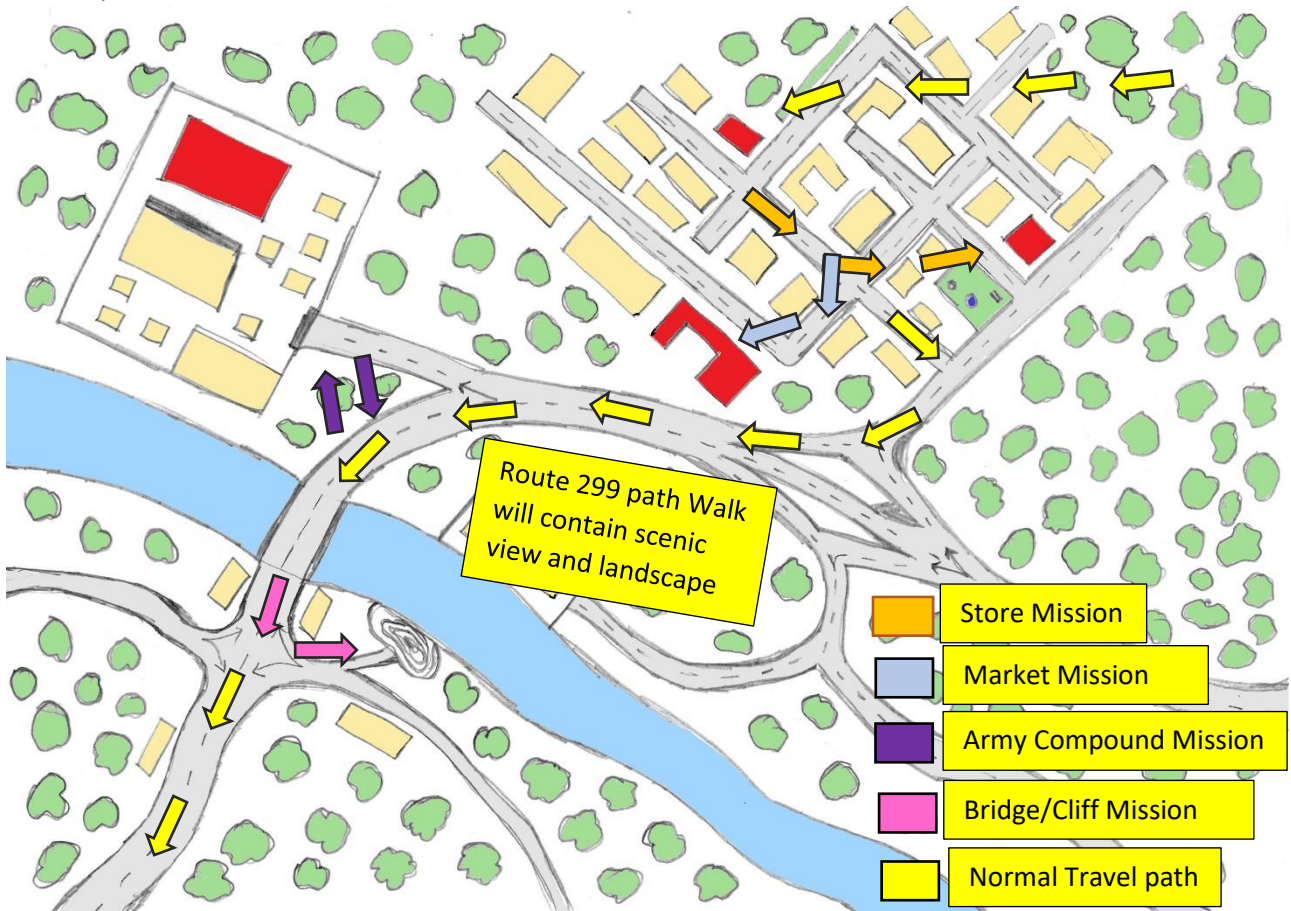 Route 299 path Walk
will contain scenic
view and landscape
Store Mission
Market Mission
Army Compound Mission
Bridge/Cliff Mission
Normal Travel path